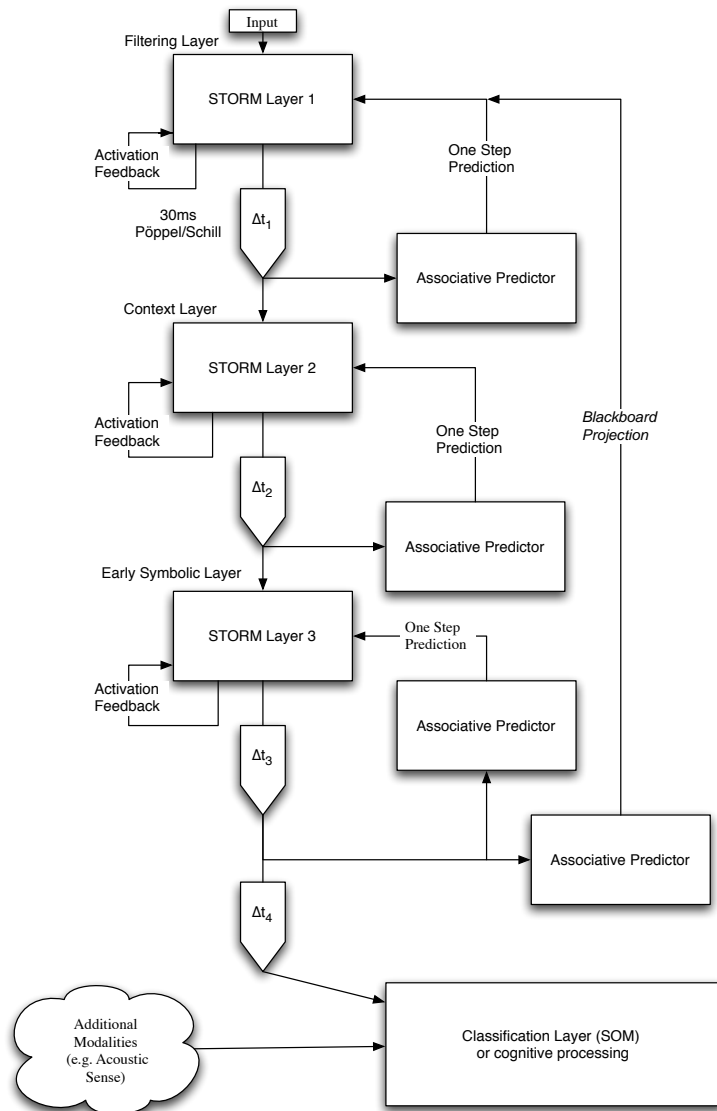 Input
Filtering Layer
STORM Layer 1
Activation
Feedback
One Step
Prediction
30ms
Pöppel/Schill
Δt1
Associative Predictor
Context Layer
STORM Layer 2
Activation
Feedback
One Step
Prediction
Blackboard
Projection
Δt2
Associative Predictor
Early Symbolic Layer
STORM Layer 3
One Step
Prediction
Activation
Feedback
Associative Predictor
Δt3
Associative Predictor
Δt4
Additional
Modalities
(e.g. Acoustic
Sense)
Classification Layer (SOM)
or cognitive processing